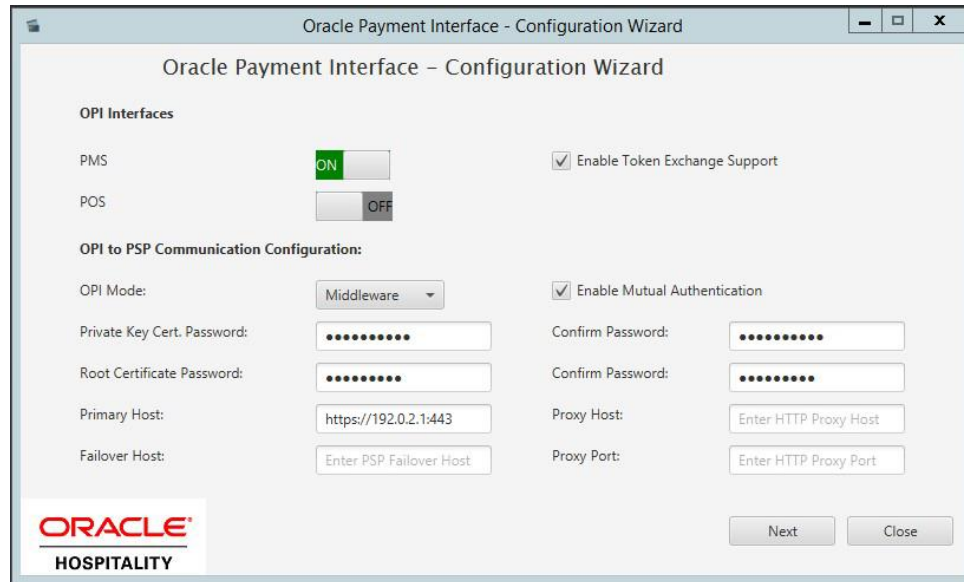 Oracle Payment Interface - Configuration Wizard
Oracle Payment Interface – Configuration Wizard
OPI Interfaces
PMS ON Enable Token Exchange Support
POS OFF
OPI to PSP Communication Configuration:
OPI Mode: Middleware Enable Mutual Authentication
Private Key Cert. Password: •••••••••• Confirm Password: ••••••••••
Root Certificate Password: ••••••••• Confirm Password: •••••••••
Primary Host: https://192.0.2.1:443 Proxy Host: Enter HTTP Proxy Host
Failover Host: Enter PSP Failover Host Proxy Port: Enter HTTP Proxy Port
ORACLE®
HOSPITALITY
Next Close